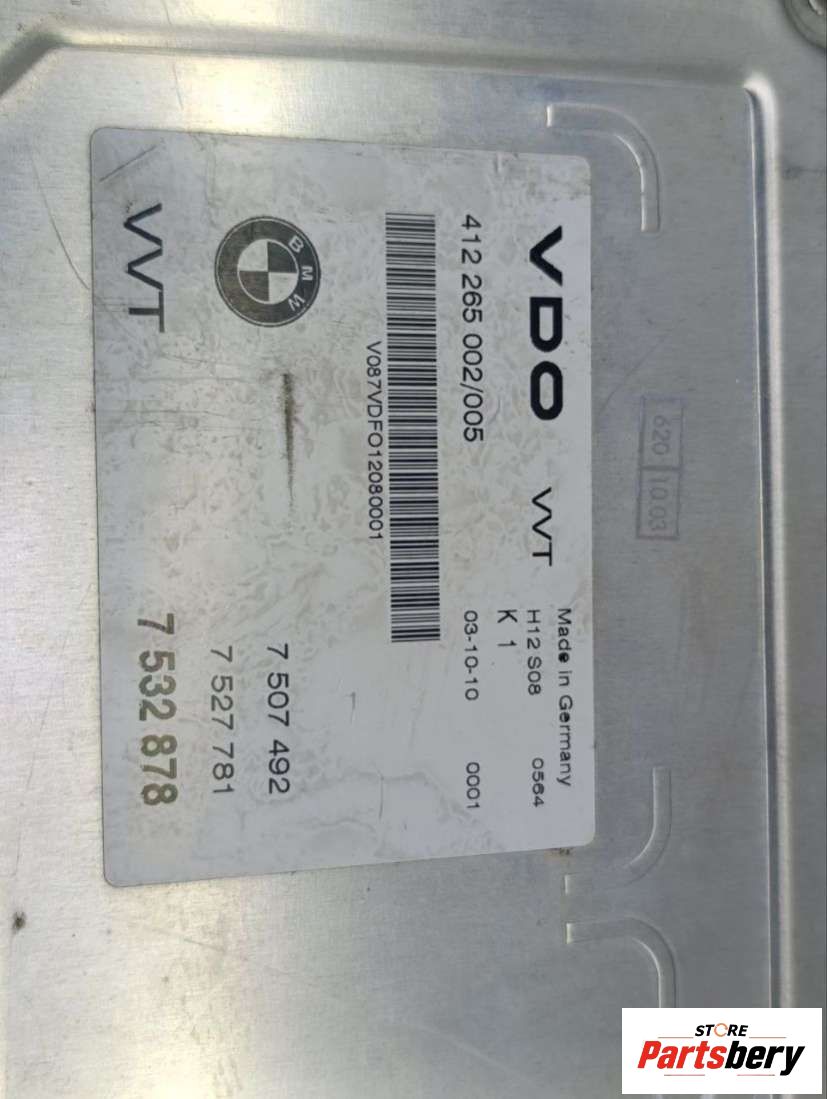 VDO VVT Made in Germany
H12 S08 0564
K 1
412 265 002/005 03-10-10 0001
V087VDFO12080001
BMW
7 507 492
7 527 781
VVT 7 532 878
620 10.03
STORE
Partsbery